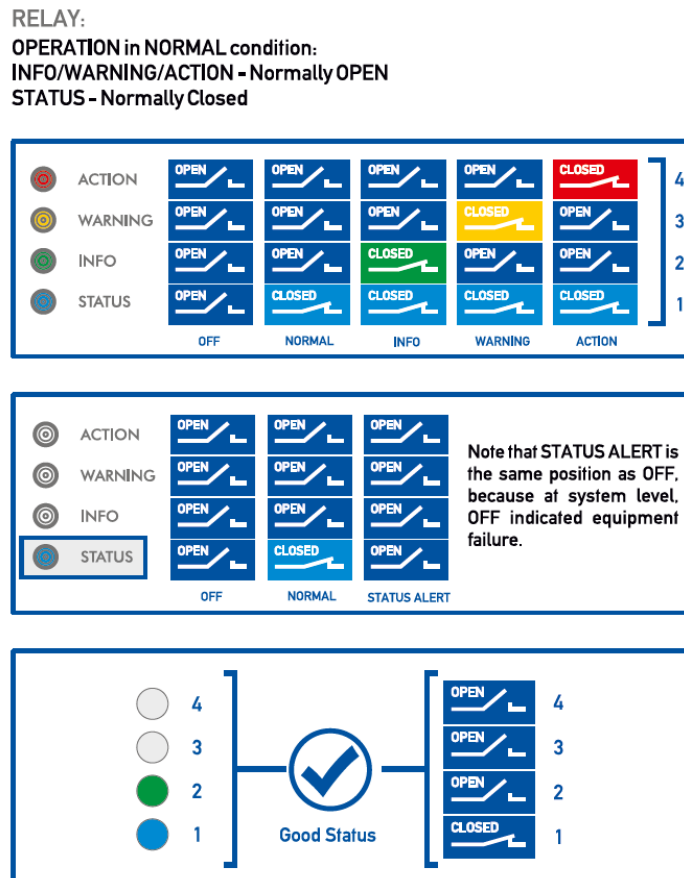 RELAY:
OPERATION in NORMAL condition:
INFO/WARNING/ACTION - Normally OPEN
STATUS - Normally Closed
ACTION OPEN OPEN OPEN OPEN CLOSED 4
WARNING OPEN OPEN OPEN CLOSED OPEN 3
INFO OPEN OPEN CLOSED OPEN OPEN 2
STATUS OPEN CLOSED CLOSED CLOSED CLOSED 1
OFF NORMAL INFO WARNING ACTION
ACTION OPEN OPEN OPEN
WARNING OPEN OPEN OPEN
INFO OPEN OPEN OPEN
STATUS OPEN CLOSED OPEN
OFF NORMAL STATUS ALERT
Note that STATUS ALERT is
the same position as OFF,
because at system level,
OFF indicated equipment
failure.
4 OPEN 4
3 OPEN 3
2 OPEN 2
1 Good Status CLOSED 1